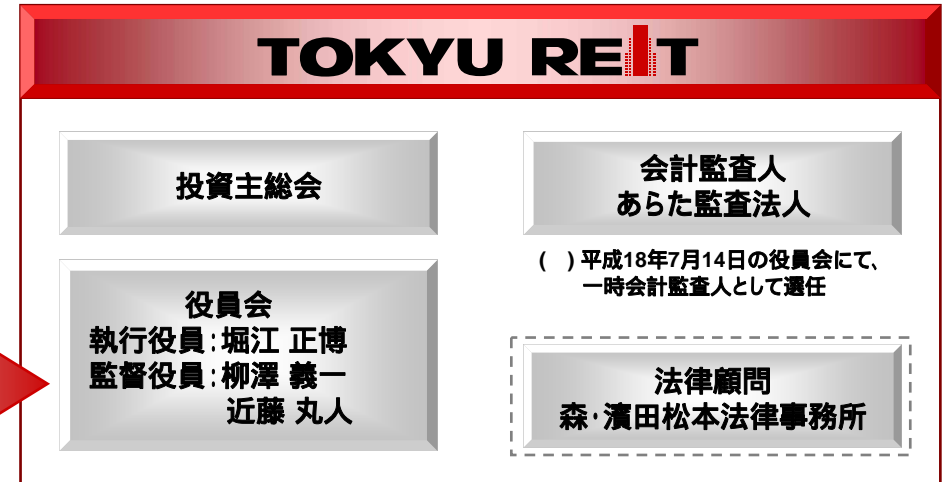 TOKYU REIT
投資主総会
会計監査人
あらた監査法人
( ) 平成18年7月14日の役員会にて、
一時会計監査人として選任
役員会
執行役員：堀江 正博
監督役員：柳澤 義一
近藤 丸人
法律顧問
森・濱田松本法律事務所